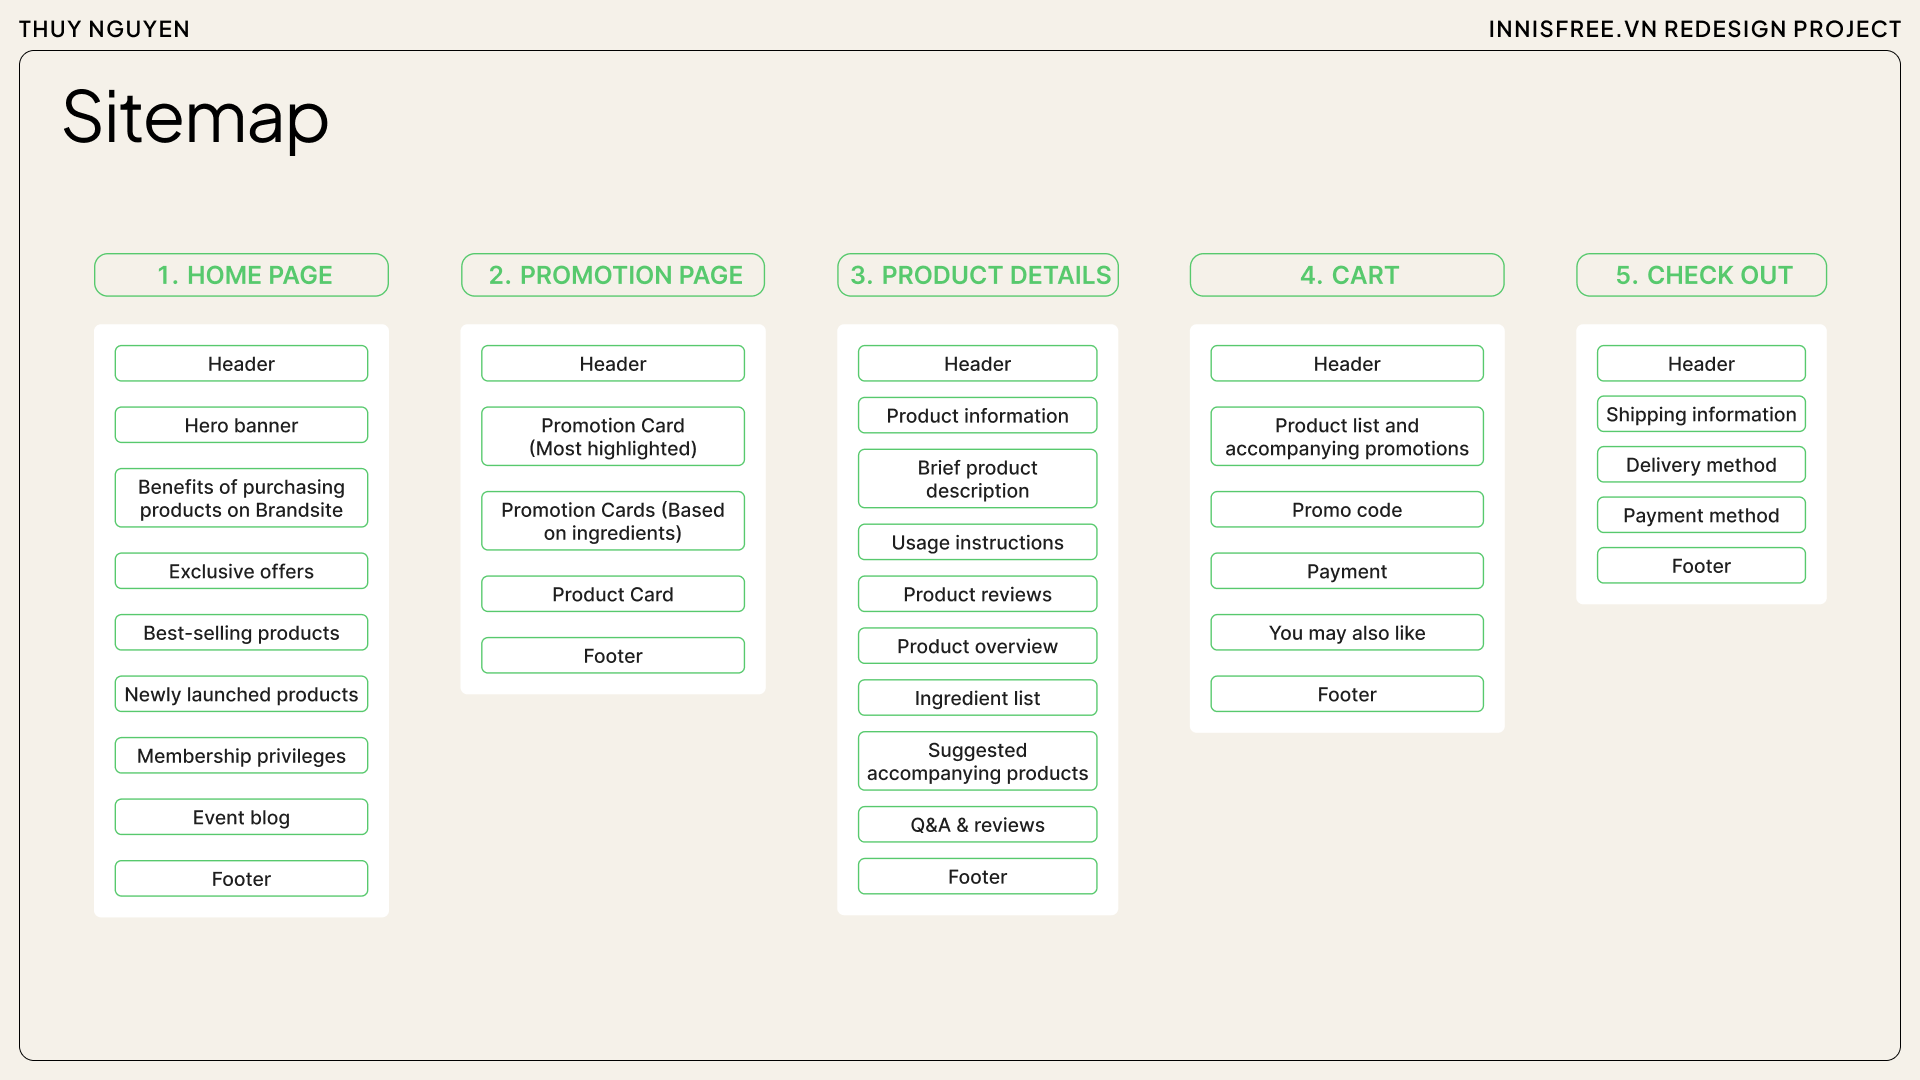 THUY NGUYEN
INNISFREE.VN REDESIGN PROJECT
Sitemap
1. HOME PAGE
Header
Hero banner
Benefits of purchasing
products on Brandsite
Exclusive offers
Best-selling products
Newly launched products
Membership privileges
Event blog
Footer
2. PROMOTION PAGE
Header
Promotion Card
(Most highlighted)
Promotion Cards (Based
on ingredients)
Product Card
Footer
3. PRODUCT DETAILS
Header
Product information
Brief product
description
Usage instructions
Product reviews
Product overview
Ingredient list
Suggested
accompanying products
Q&A & reviews
Footer
4. CART
Header
Product list and
accompanying promotions
Promo code
Payment
You may also like
Footer
5. CHECK OUT
Header
Shipping information
Delivery method
Payment method
Footer